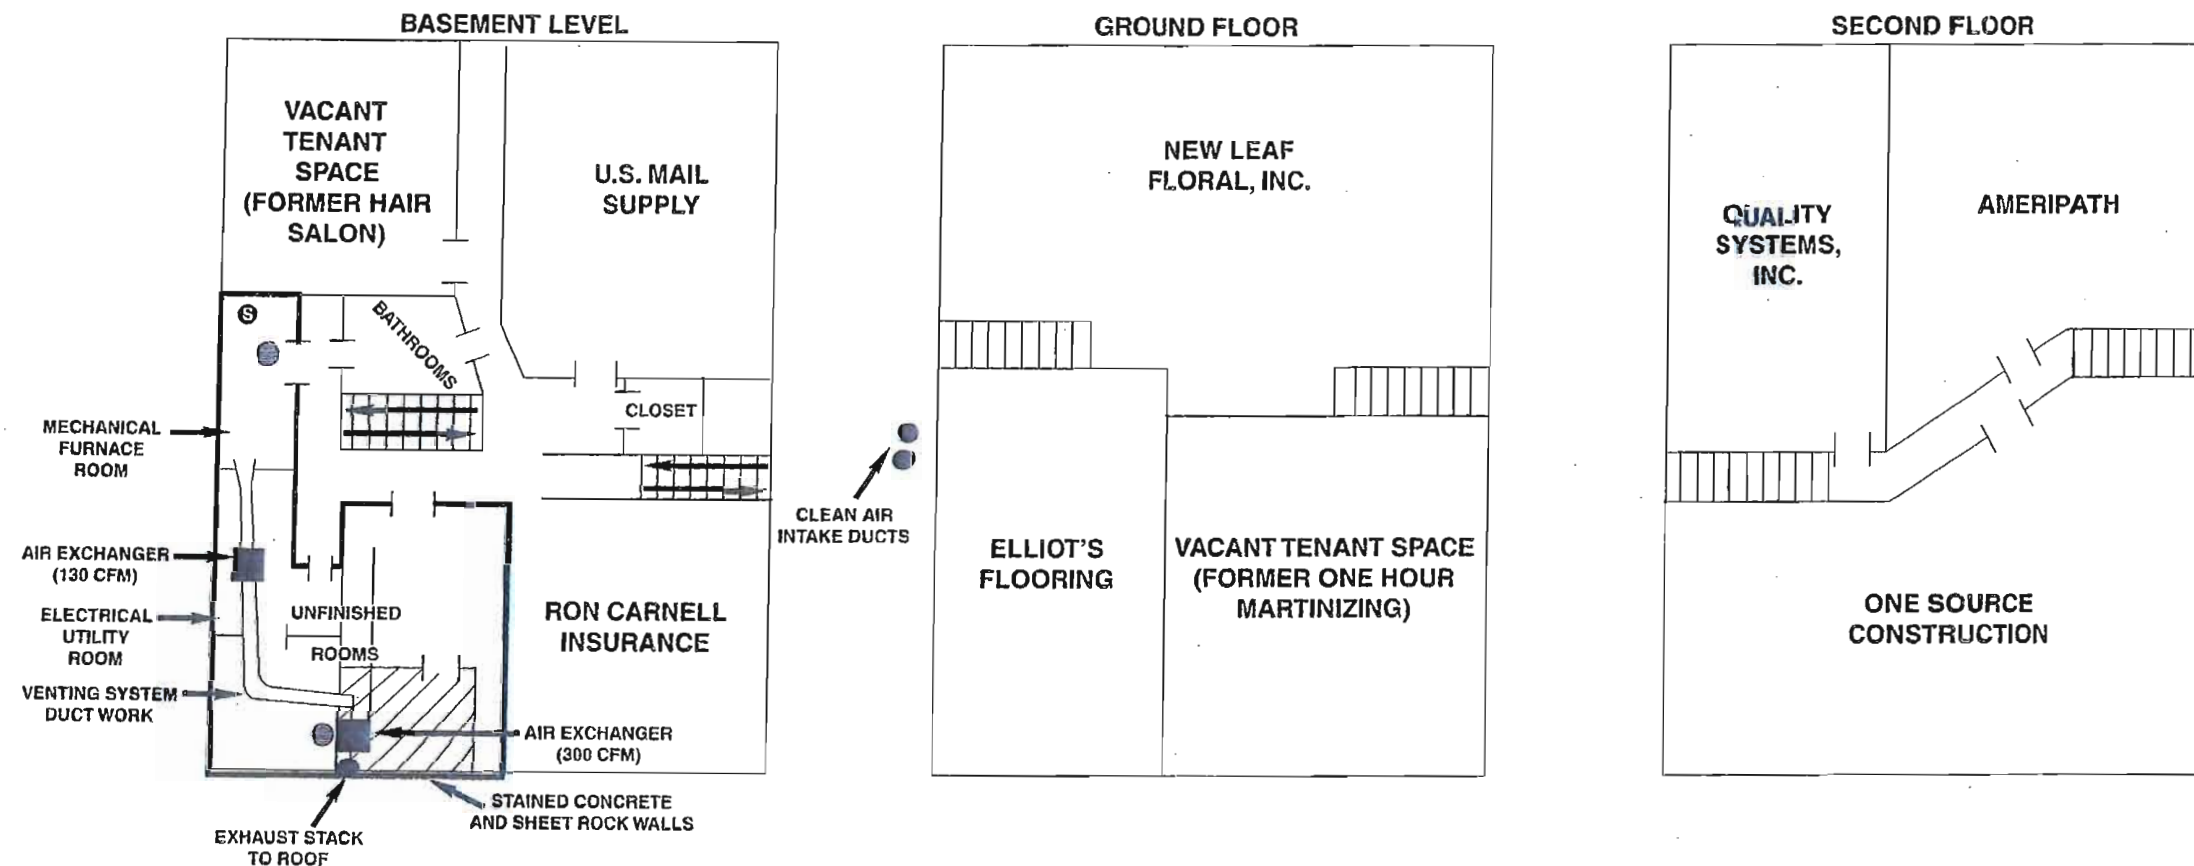 BASEMENT LEVEL
VACANT
TENANT
SPACE
(FORMER HAIR
SALON)
U.S. MAIL
SUPPLY
S
BATHROOMS
CLOSET
MECHANICAL
FURNACE
ROOM
AIR EXCHANGER
(130 CFM)
ELECTRICAL
UTILITY
ROOM
UNFINISHED
ROOMS
RON CARNELL
INSURANCE
VENTING SYSTEM
DUCT WORK
AIR EXCHANGER
(300 CFM)
STAINED CONCRETE
AND SHEET ROCK WALLS
EXHAUST STACK
TO ROOF
CLEAN AIR
INTAKE DUCTS
GROUND FLOOR
NEW LEAF
FLORAL, INC.
ELLIOT'S
FLOORING
VACANT TENANT SPACE
(FORMER ONE HOUR
MARTINIZING)
SECOND FLOOR
QUALITY
SYSTEMS,
INC.
AMERIPATH
ONE SOURCE
CONSTRUCTION